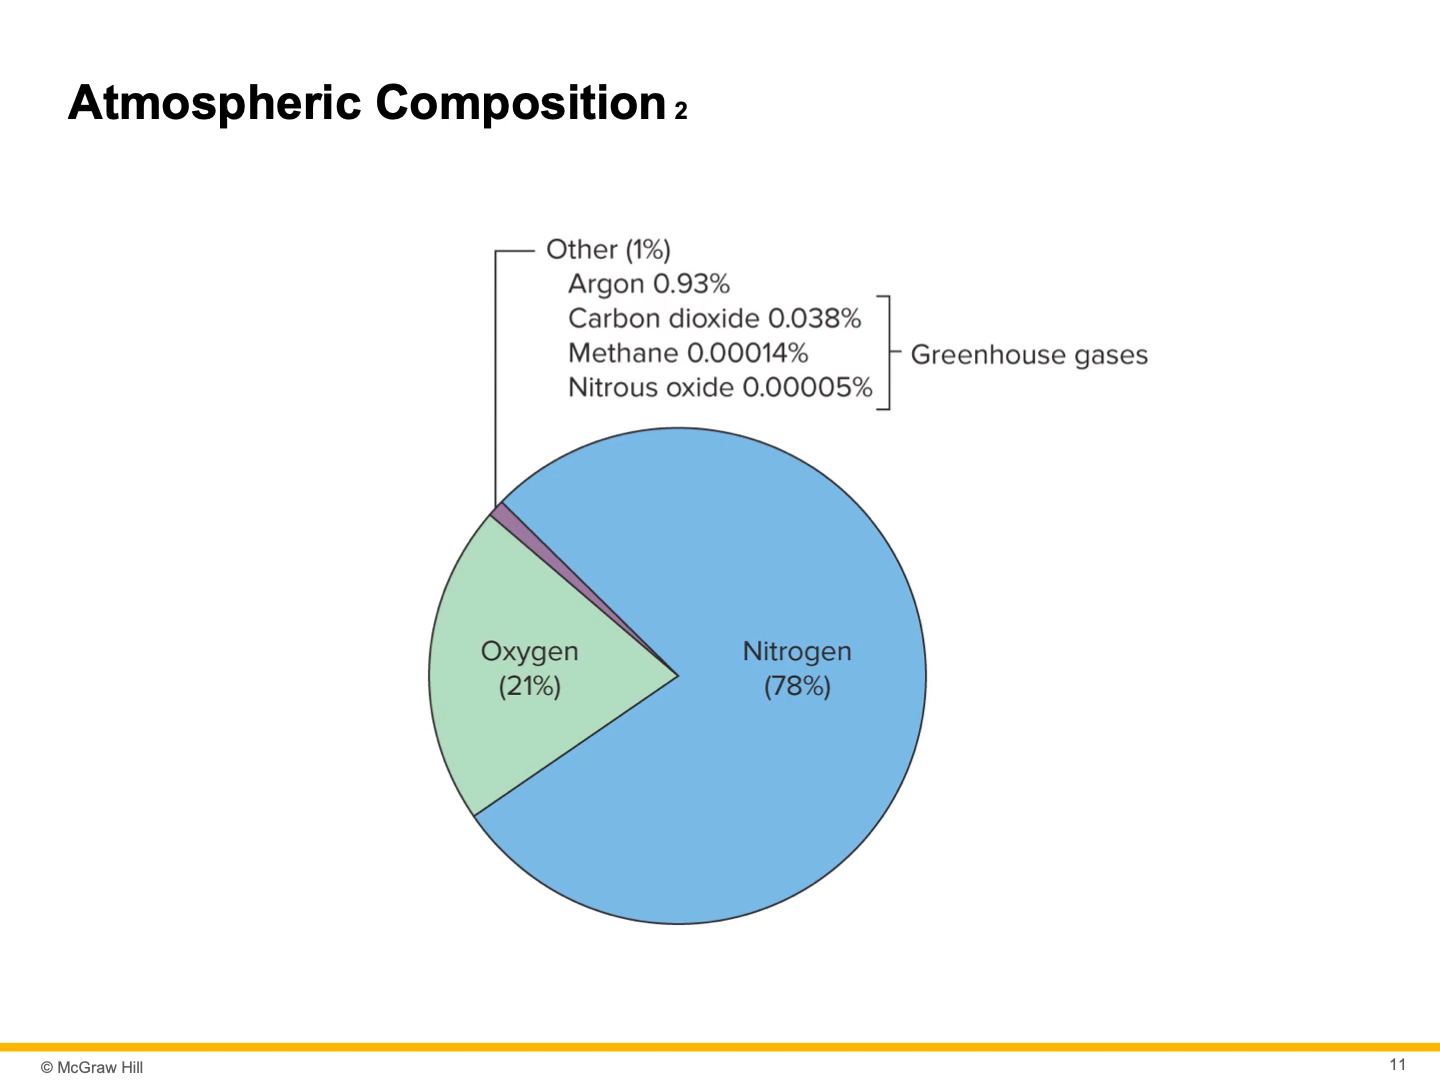 Atmospheric Composition 2
Other (1%)
Argon 0.93%
Carbon dioxide 0.038%
Methane 0.00014%
Nitrous oxide 0.00005%
Greenhouse gases
Oxygen
(21%)
Nitrogen
(78%)
© McGraw Hill
11